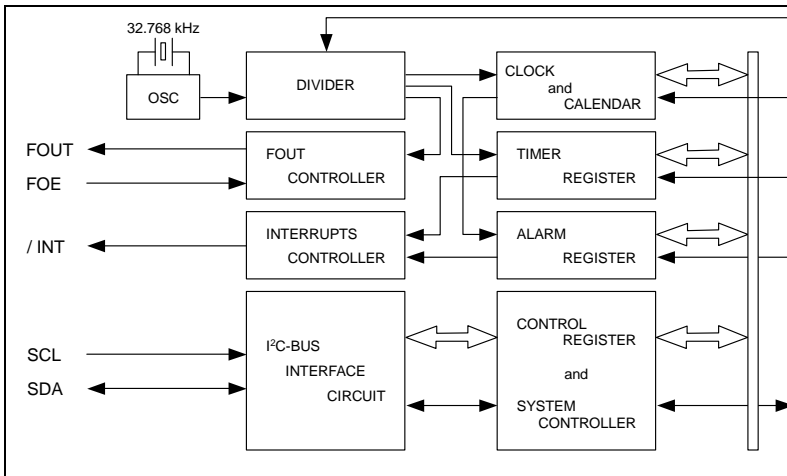 32.768 kHz
OSC
DIVIDER
CLOCK
and
CALENDAR
FOUT
FOE
FOUT
CONTROLLER
TIMER
REGISTER
/ INT
INTERRUPTS
CONTROLLER
ALARM
REGISTER
SCL
SDA
I²C-BUS
INTERFACE
CIRCUIT
CONTROL
REGISTER
and
SYSTEM
CONTROLLER